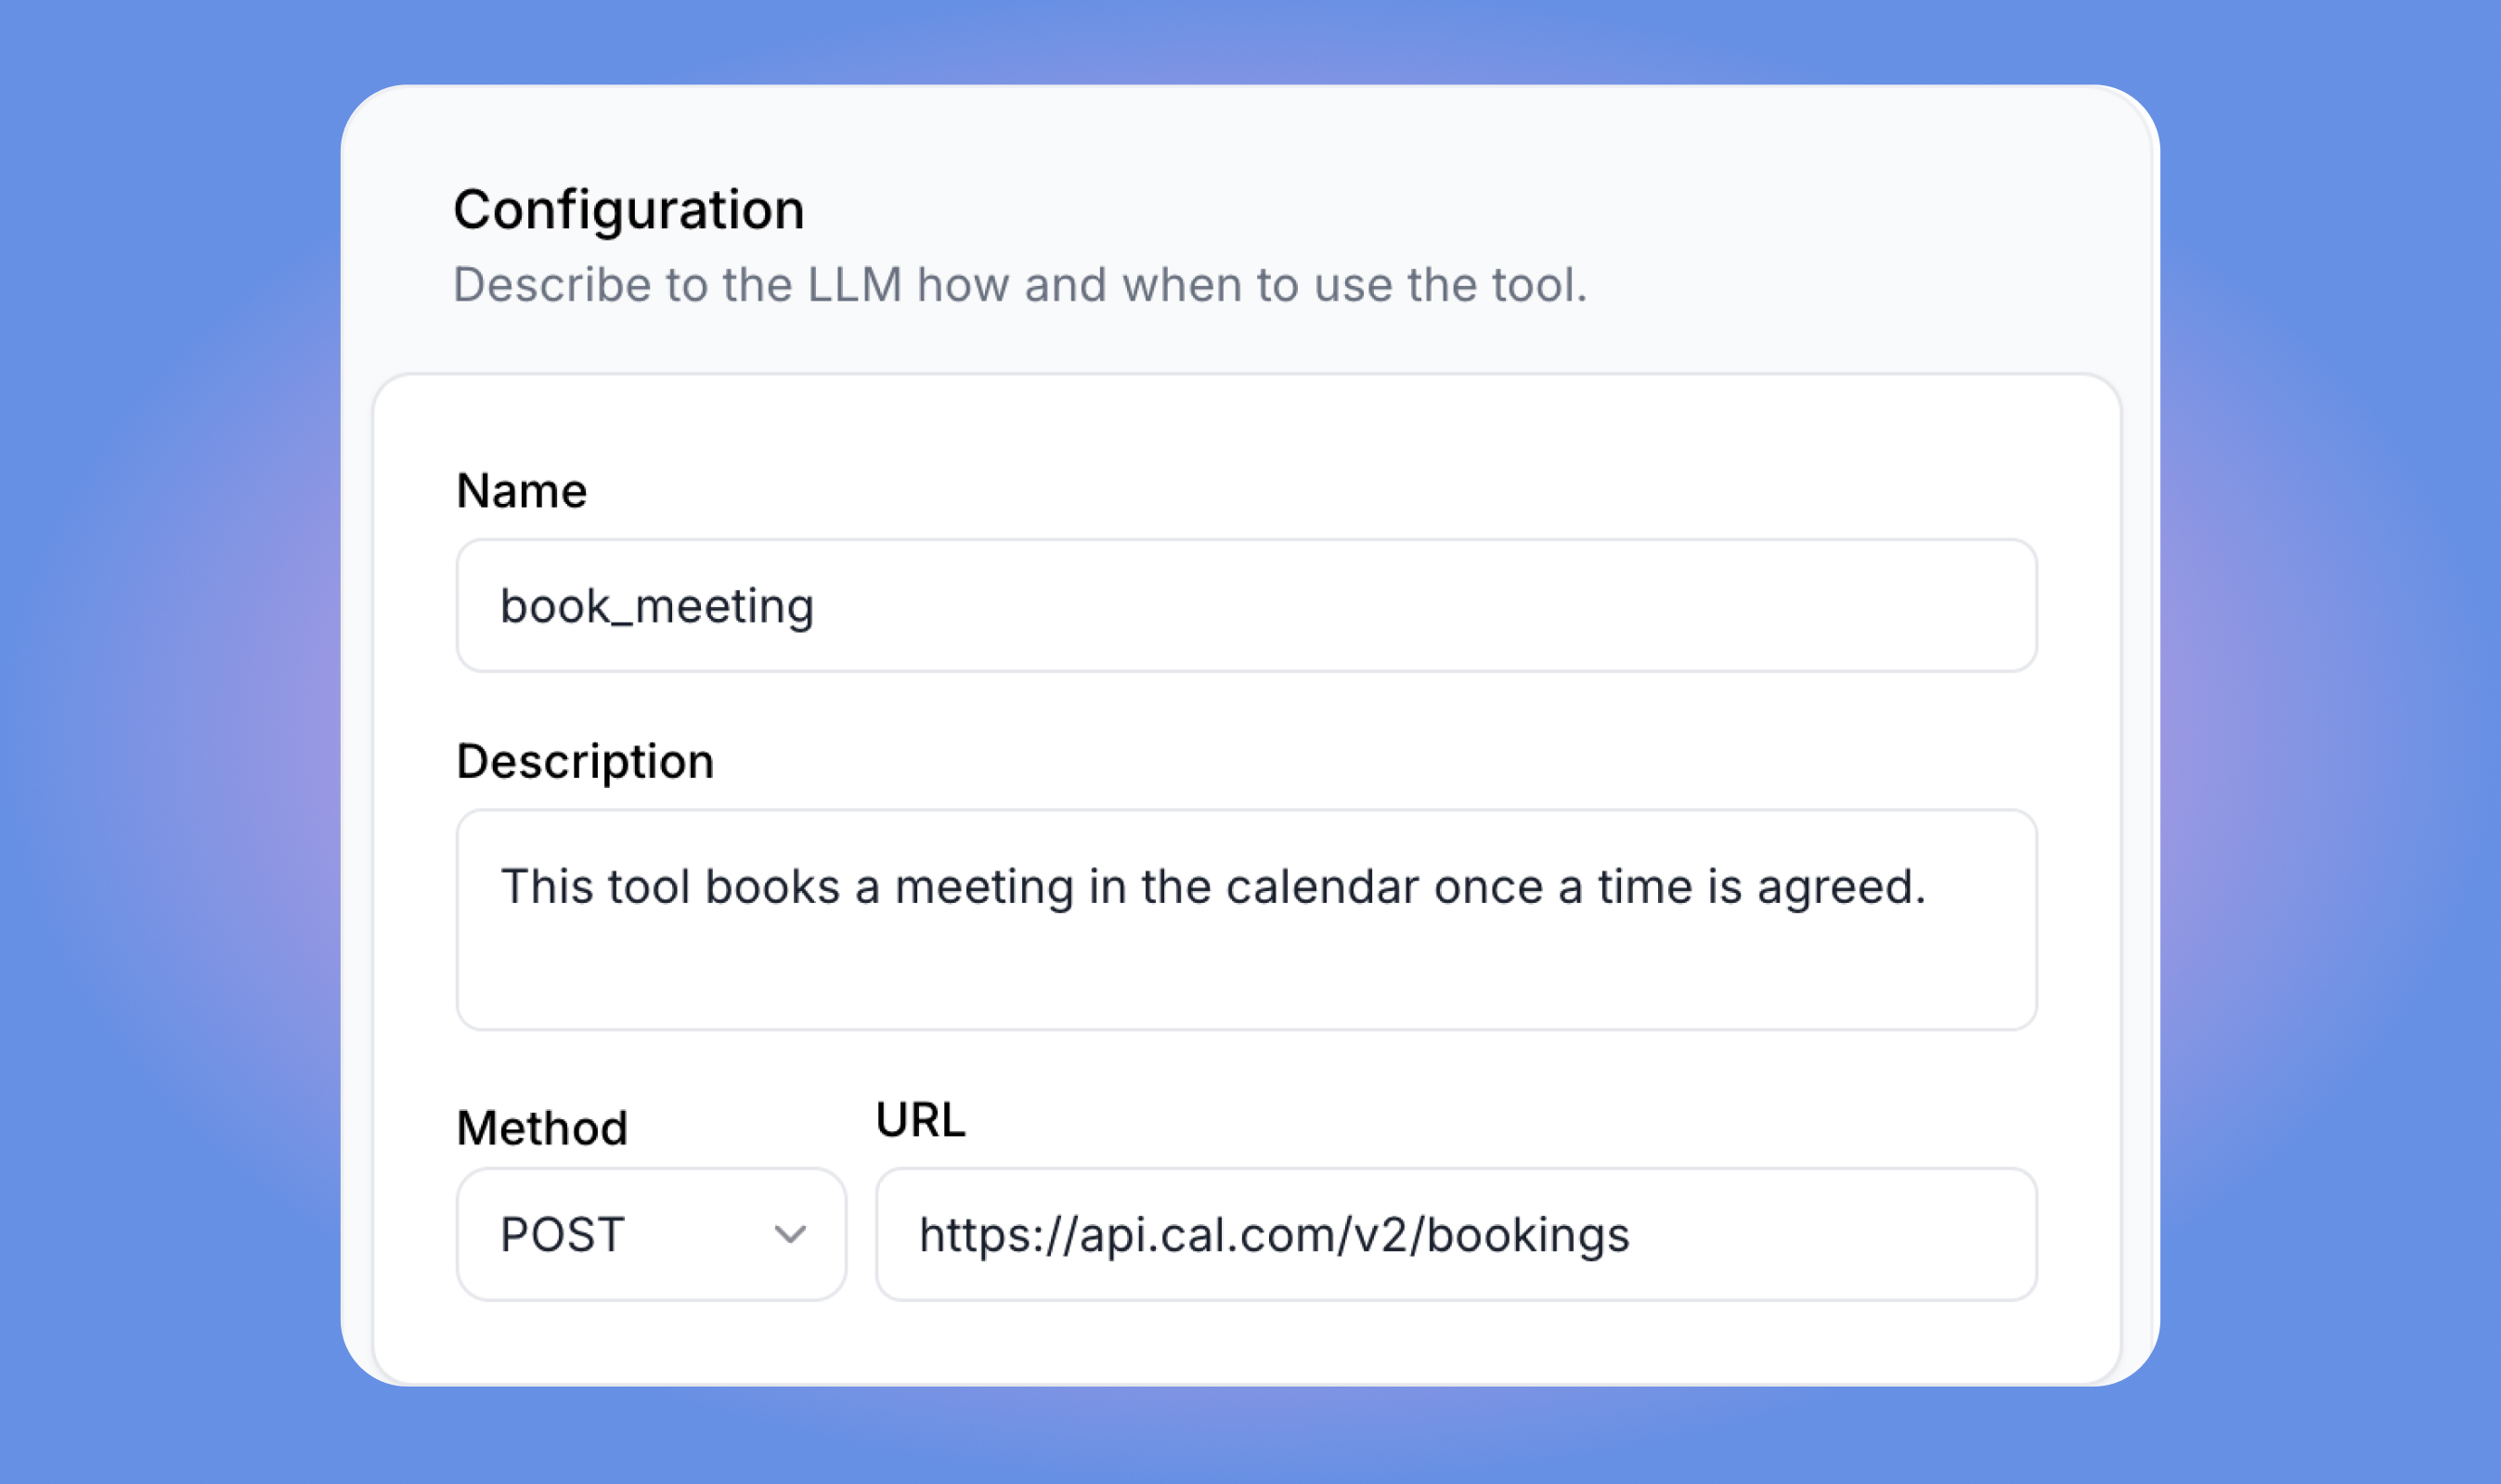 Configuration
Describe to the LLM how and when to use the tool.
Name
book_meeting
Description
This tool books a meeting in the calendar once a time is agreed.
Method
URL
POST
https://api.cal.com/v2/bookings